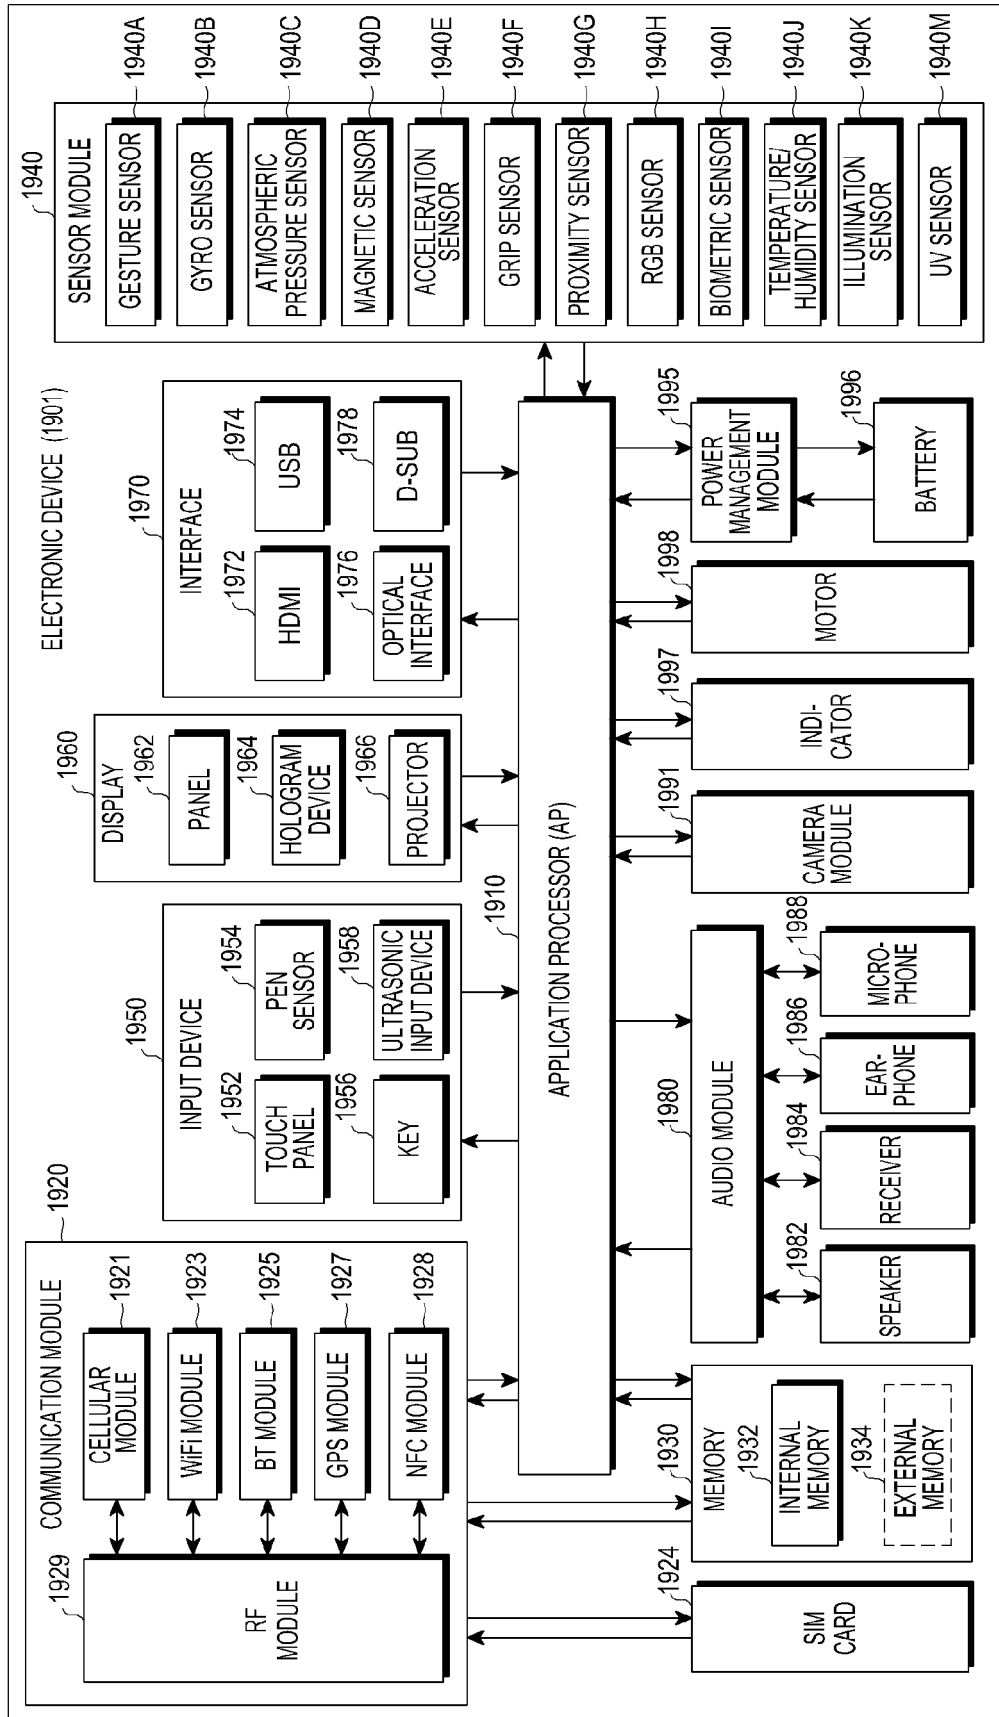 ELECTRONIC DEVICE (1901)
1920
COMMUNICATION MODULE
1929
RF
MODULE
CELLULAR
MODULE
1921
WiFi MODULE
1923
BT MODULE
1925
GPS MODULE
1927
NFC MODULE
1928
1950
INPUT DEVICE
1952
TOUCH
PANEL
1954
PEN
SENSOR
1956
KEY
1958
ULTRASONIC
INPUT DEVICE
1960
DISPLAY
1962
PANEL
1964
HOLOGRAM
DEVICE
1966
PROJECTOR
1970
INTERFACE
1972
HDMI
1974
USB
1976
OPTICAL
INTERFACE
1978
D-SUB
1940
SENSOR MODULE
GESTURE SENSOR
1940A
GYRO SENSOR
1940B
ATMOSPHERIC
PRESSURE SENSOR
1940C
MAGNETIC SENSOR
1940D
ACCELERATION
SENSOR
1940E
GRIP SENSOR
1940F
PROXIMITY SENSOR
1940G
RGB SENSOR
1940H
BIOMETRIC SENSOR
1940I
TEMPERATURE/
HUMIDITY SENSOR
1940J
ILLUMINATION
SENSOR
1940K
UV SENSOR
1940M
1910
APPLICATION PROCESSOR (AP)
1924
SIM
CARD
1930
MEMORY
1932
INTERNAL
MEMORY
1934
EXTERNAL
MEMORY
1980
AUDIO MODULE
1982
SPEAKER
1984
RECEIVER
1986
EAR-
PHONE
1988
MICRO-
PHONE
1991
CAMERA
MODULE
1997
INDI-
CATOR
1998
MOTOR
1995
POWER
MANAGEMENT
MODULE
1996
BATTERY